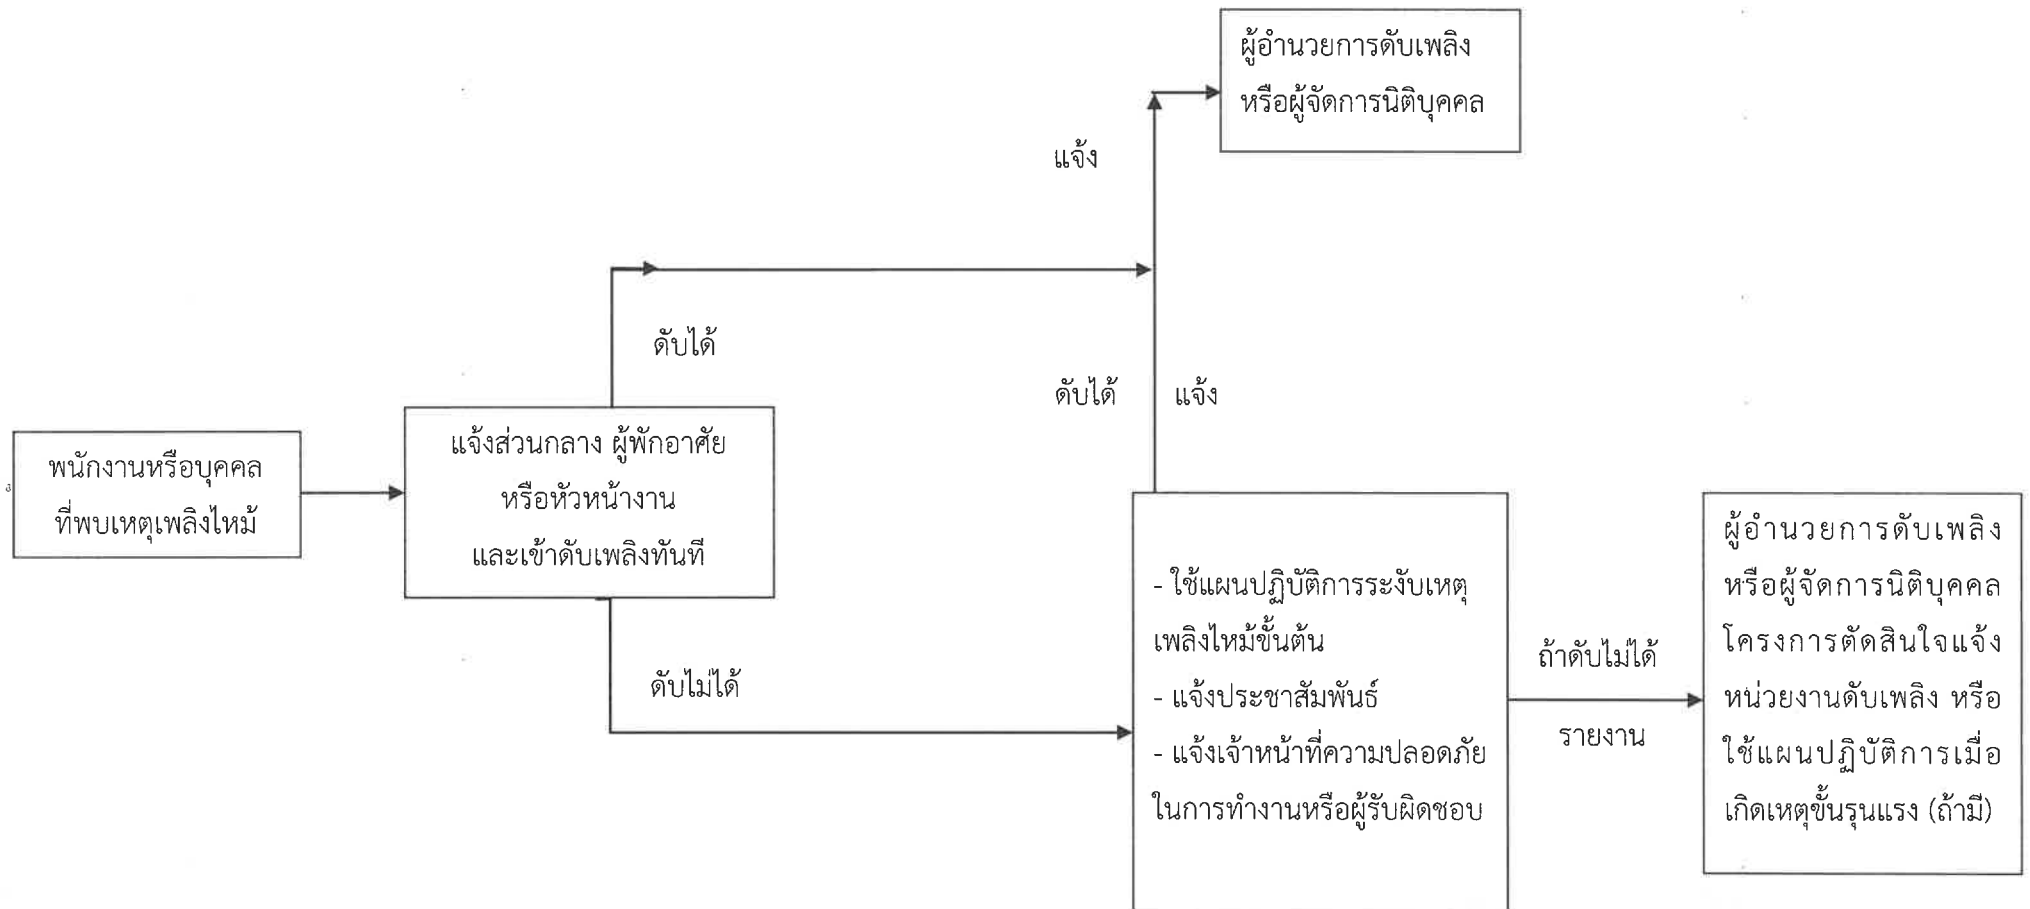 ผู้อำนวยการดับเพลิง
หรือผู้จัดการนิติบุคคล
แจ้ง
ดับได้
ดับได้ แจ้ง
พนักงานหรือบุคคล
ที่พบเหตุเพลิงไหม้
แจ้งส่วนกลาง ผู้พักอาศัย
หรือหัวหน้างาน
และเข้าดับเพลิงทันที
ดับไม่ได้
- ใช้แผนปฏิบัติการระงับเหตุ
เพลิงไหม้ขั้นต้น
- แจ้งประชาสัมพันธ์
- แจ้งเจ้าหน้าที่ความปลอดภัย
ในการทำงานหรือผู้รับผิดชอบ
ถ้าดับไม่ได้
รายงาน
ผู้อำนวยการดับเพลิง
หรือผู้จัดการนิติบุคคล
โครงการตัดสินใจแจ้ง
หน่วยงานดับเพลิง หรือ
ใช้แผนปฏิบัติการเมื่อ
เกิดเหตุขั้นรุนแรง (ถ้ามี)